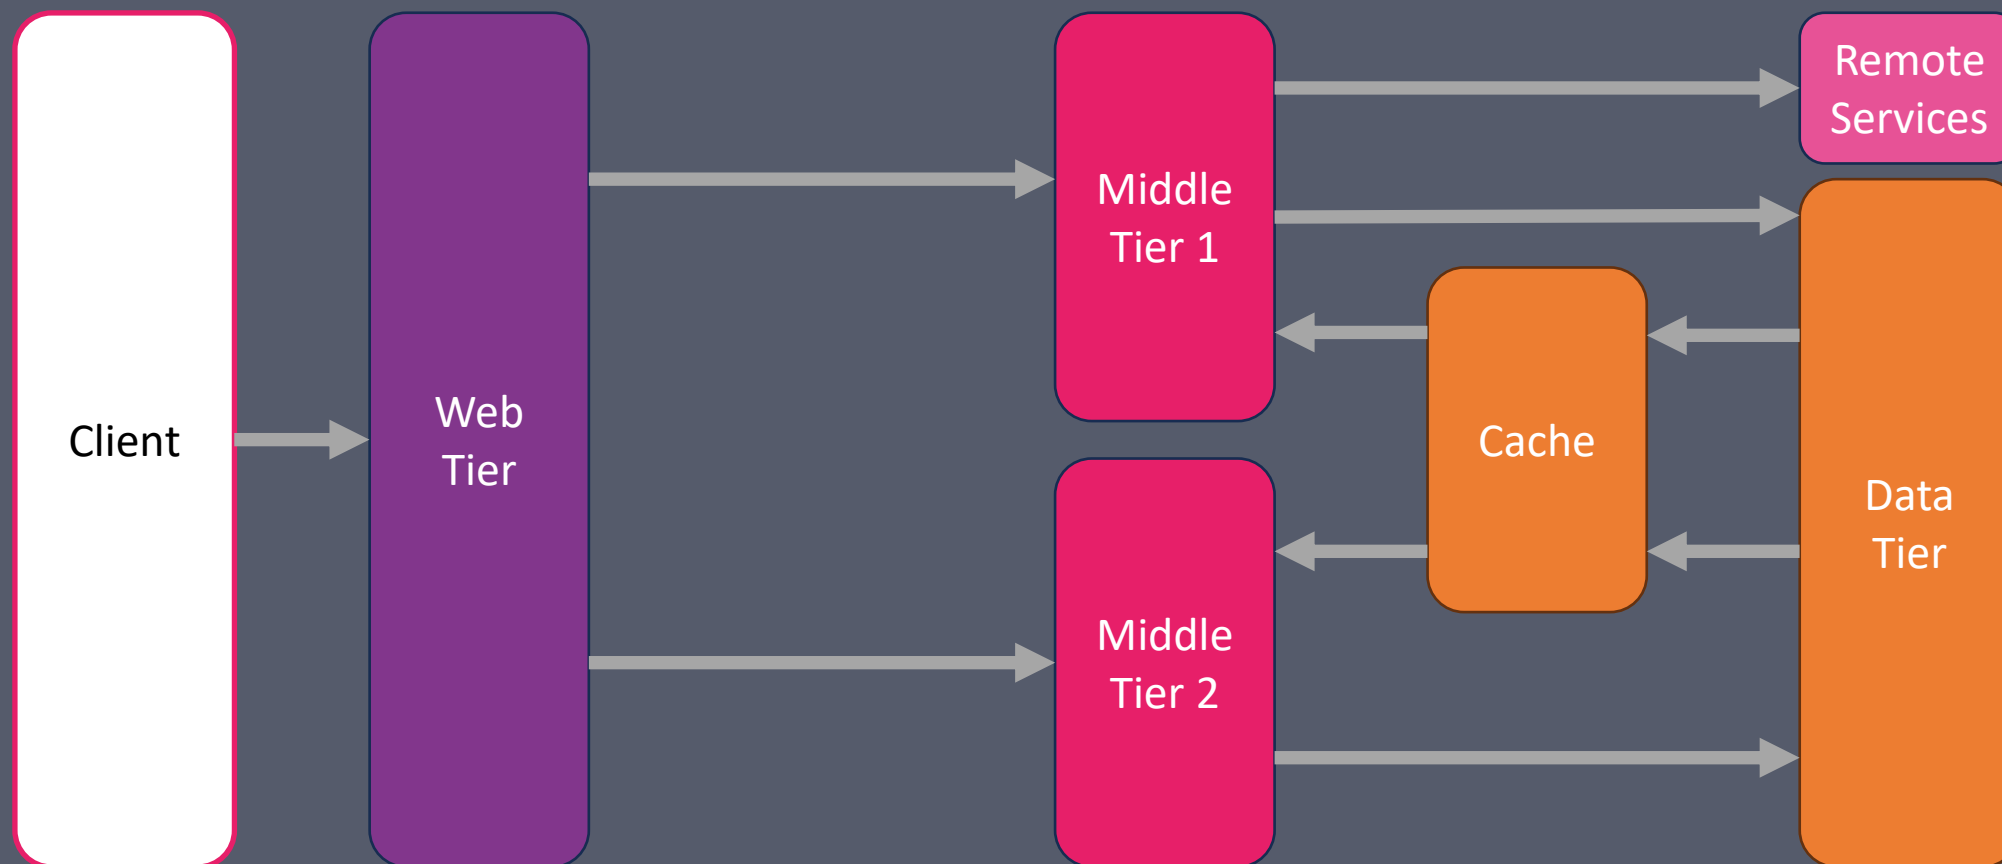 Client
Web
Tier
Middle
Tier 1
Middle
Tier 2
Cache
Remote
Services
Data
Tier